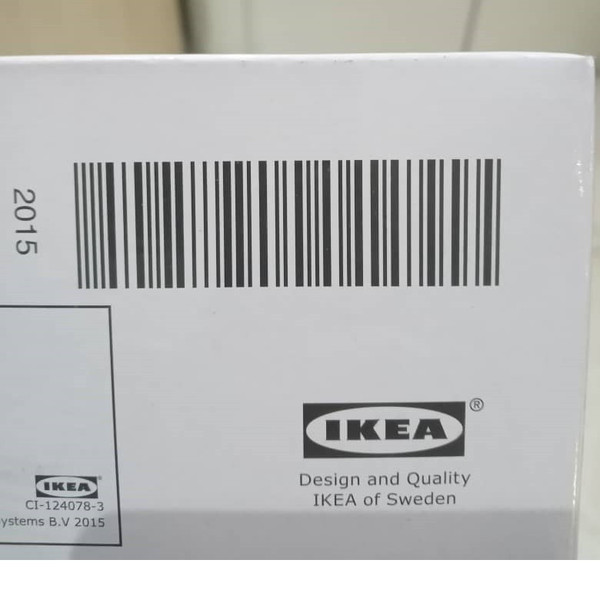 2015
IKEA®
Design and Quality
IKEA of Sweden
IKEA
CI-124078-3
ystems B.V 2015